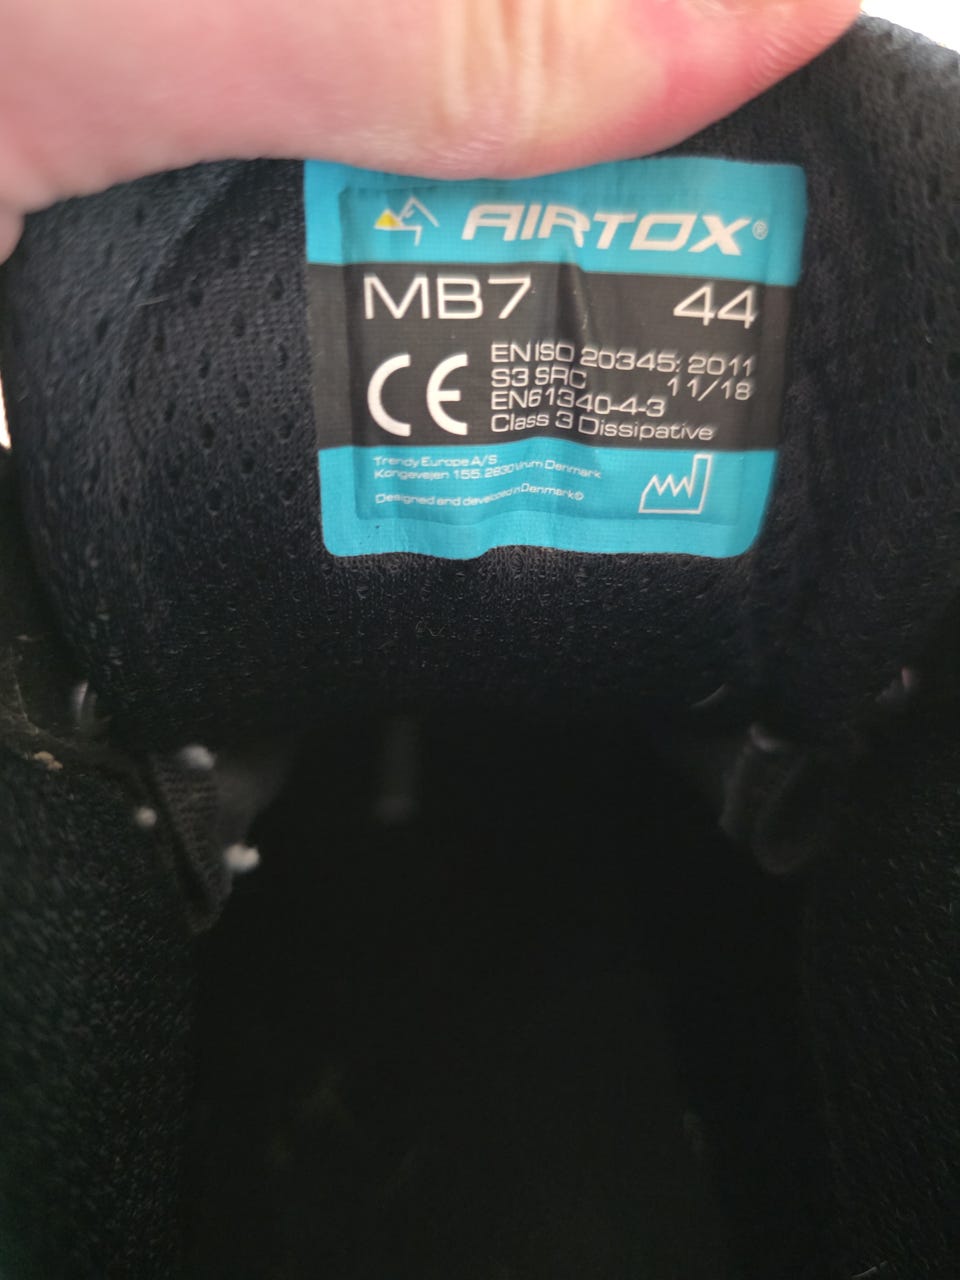 AIRTOX®
MB7 44
CE EN ISO 20345: 2011
S3 SRC 11/18
EN61340-4-3
Class 3 Dissipative
Trendy Europe A/S
Kongevejen 155. 2830 Virum Denmark
Designed and developed in Denmark©